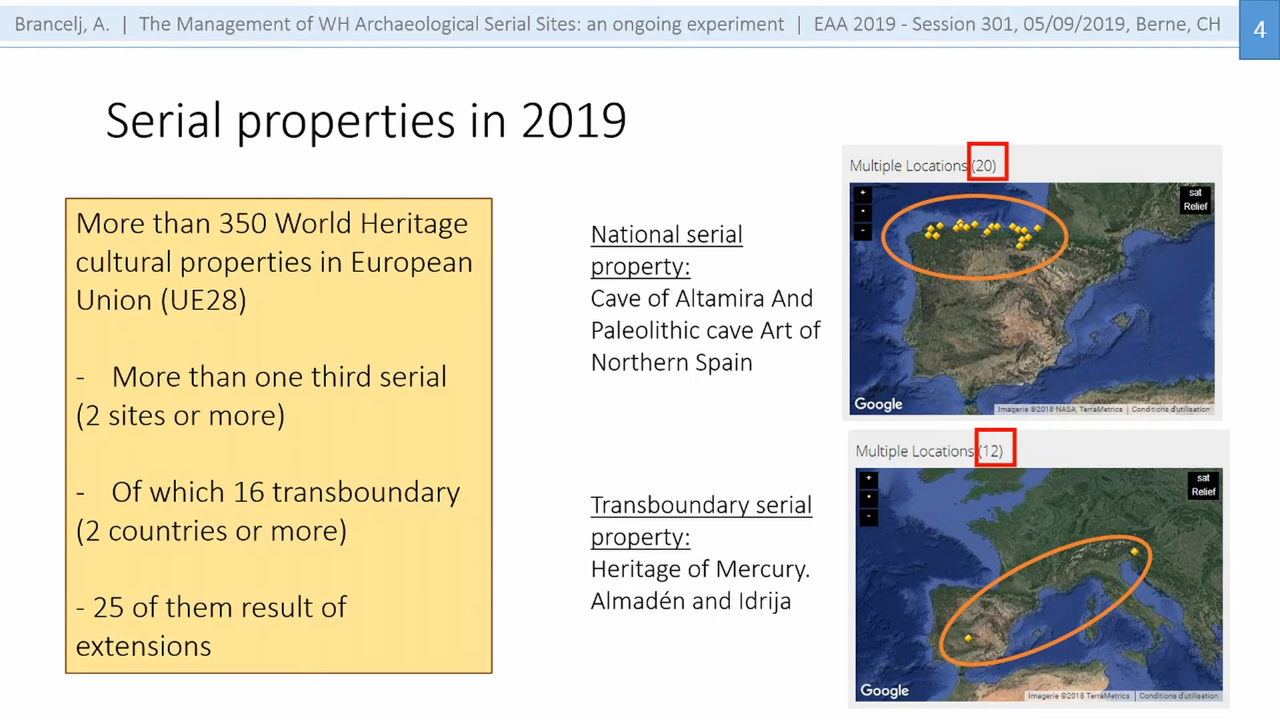 Brancelj, A. | The Management of WH Archaeological Serial Sites: an ongoing experiment | EAA 2019 - Session 301, 05/09/2019, Berne, CH
4
Serial properties in 2019
More than 350 World Heritage
cultural properties in European
Union (UE28)
- More than one third serial
(2 sites or more)
- Of which 16 transboundary
(2 countries or more)
- 25 of them result of
extensions
National serial
property:
Cave of Altamira And
Paleolithic cave Art of
Northern Spain
Transboundary serial
property:
Heritage of Mercury.
Almadén and Idrija
Multiple Locations (20)
+
-
sat
Relief
Google
Imagerie ©2018 NASA, TerraMetrics | Conditions d'utilisation
Multiple Locations (12)
+
-
sat
Relief
Google
Imagerie ©2018 TerraMetrics | Conditions d'utilisation